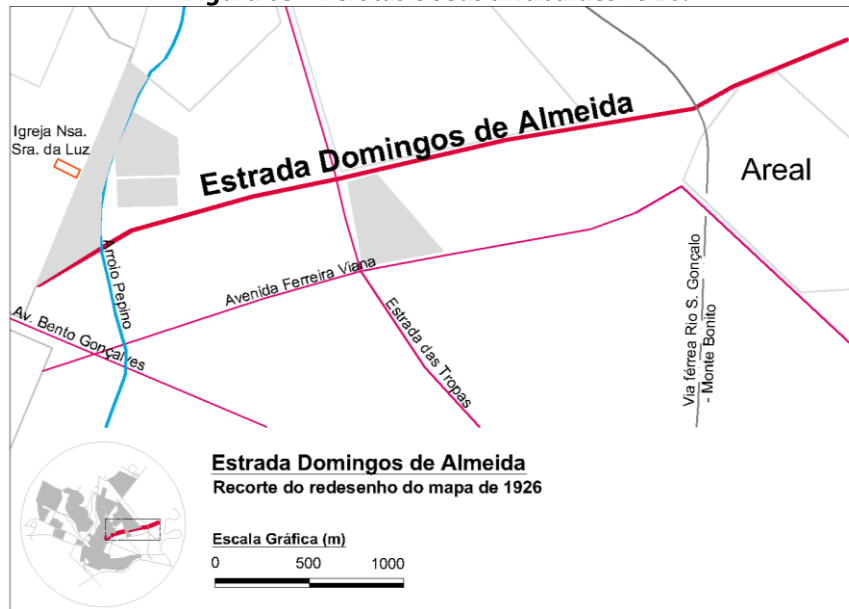 Igreja Nsa.
Sra. da Luz
Estrada Domingos de Almeida
Areal
Arroio Pepino
Avenida Ferreira Viana
Av. Bento Gonçalves
Estrada das Tropas
Via férrea Rio S. Gonçalo
- Monte Bonito
Estrada Domingos de Almeida
Recorte do redesenho do mapa de 1926
Escala Gráfica (m)
0 500 1000